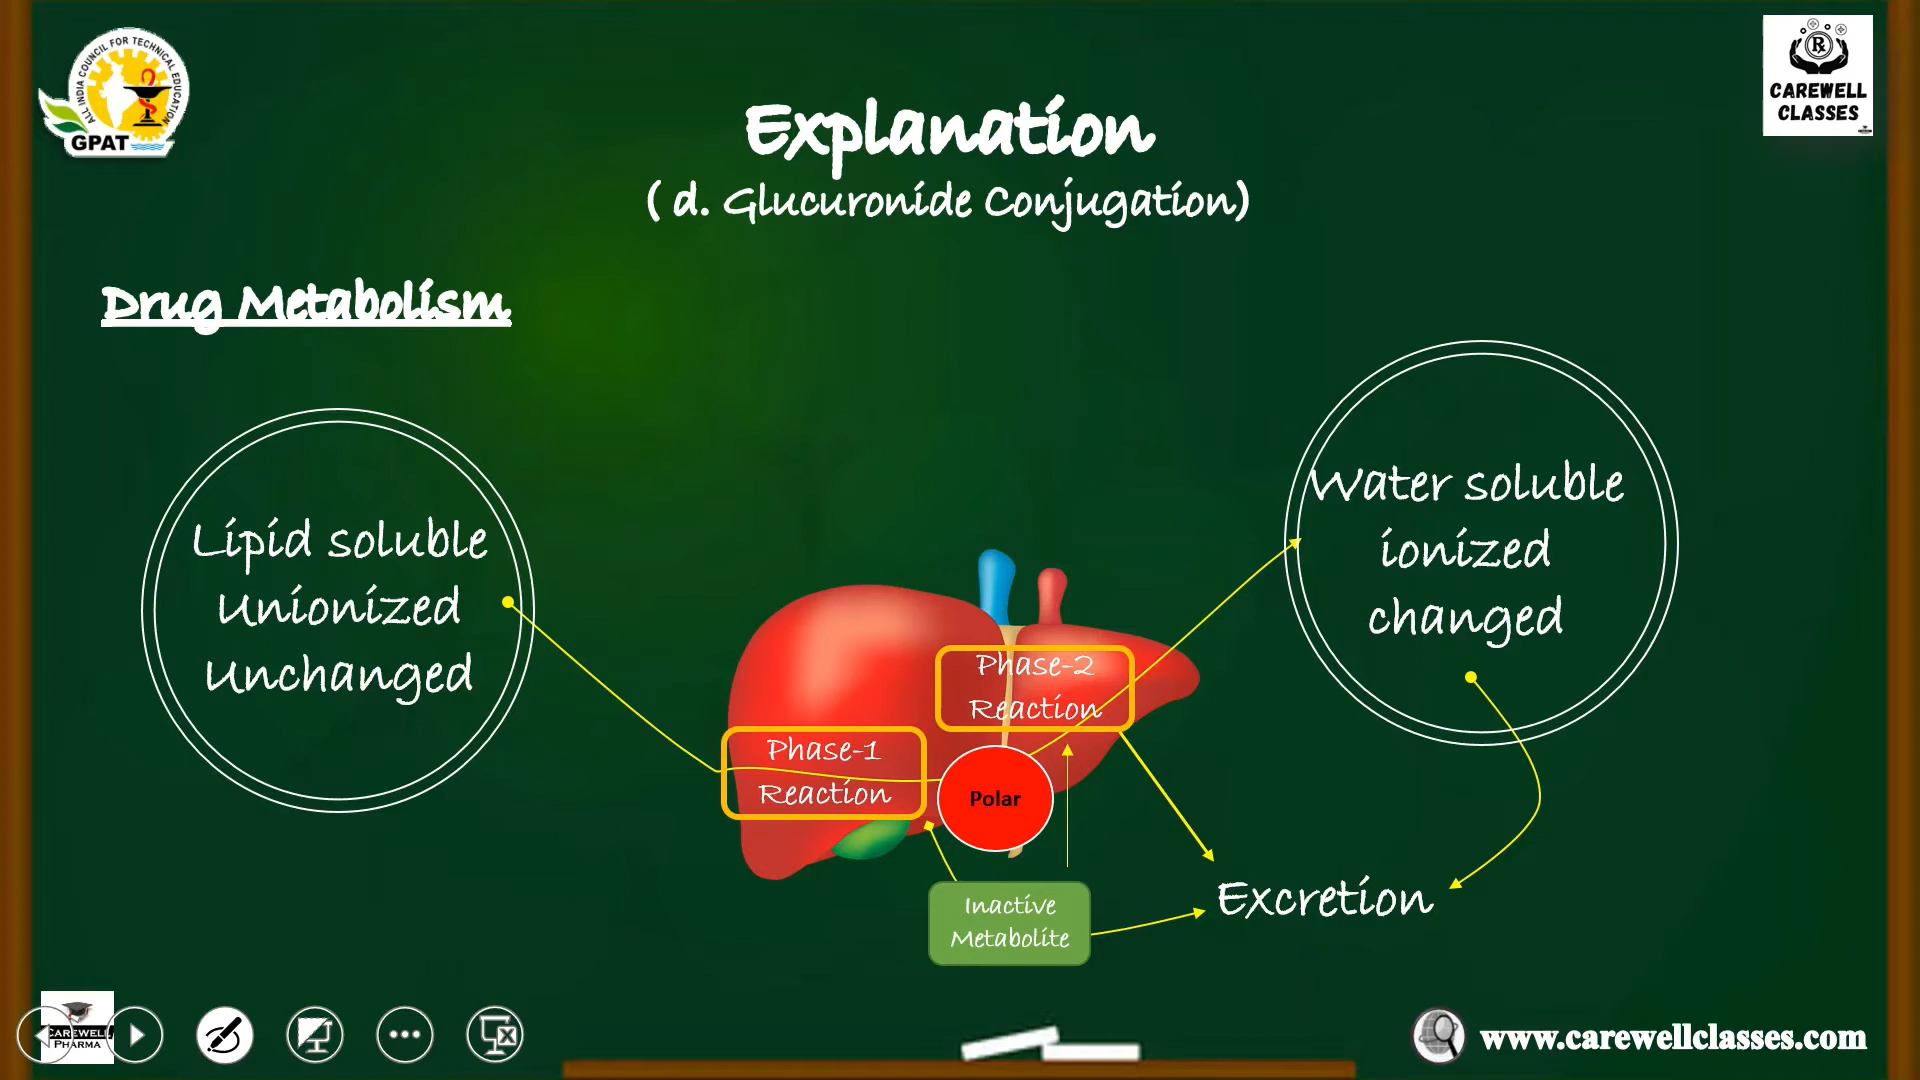 ALL INDIA COUNCIL FOR TECHNICAL EDUCATION
GPAT
CAREWELL
CLASSES
Explanation
( d. Glucuronide Conjugation)
Drug Metabolism
Lipid soluble
Unionized
Unchanged
Water soluble
ionized
changed
Phase-2
Reaction
Phase-1
Reaction
Polar
Inactive
Metabolite
Excretion
CAREWELL
PHARMA
www.carewellclasses.com